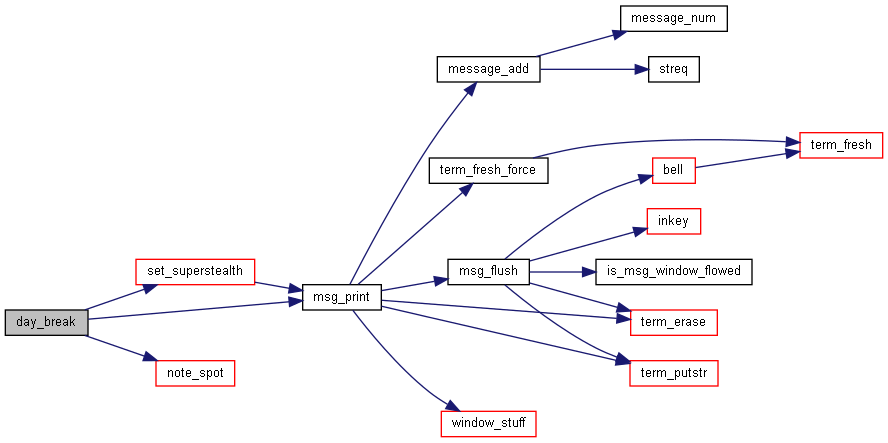 message_num
message_add
streq
term_fresh
term_fresh_force
bell
inkey
set_superstealth
msg_flush
is_msg_window_flowed
msg_print
day_break
term_erase
note_spot
term_putstr
window_stuff